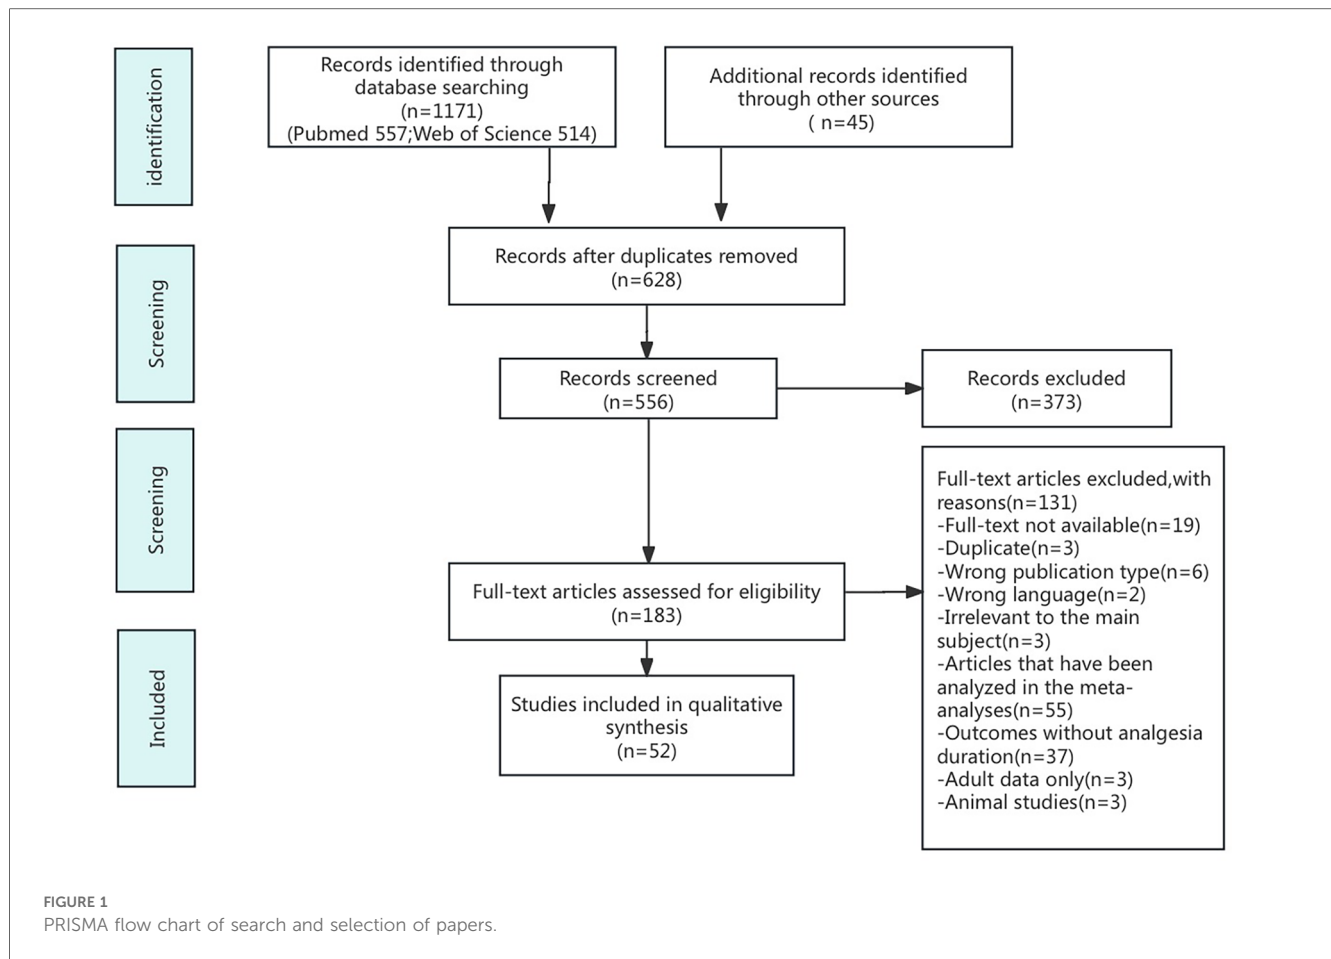 identification
Records identified through
database searching
(n=1171)
(Pubmed 557;Web of Science 514)
Additional records identified
through other sources
( n=45)
Screening
Records after duplicates removed
(n=628)
Records screened
(n=556)
Records excluded
(n=373)
Screening
Full-text articles assessed for eligibility
(n=183)
Full-text articles excluded,with
reasons(n=131)
-Full-text not available(n=19)
-Duplicate(n=3)
-Wrong publication type(n=6)
-Wrong language(n=2)
-Irrelevant to the main
subject(n=3)
-Articles that have been
analyzed in the meta-
analyses(n=55)
-Outcomes without analgesia
duration(n=37)
-Adult data only(n=3)
-Animal studies(n=3)
Included
Studies included in qualitative
synthesis
(n=52)
FIGURE 1
PRISMA flow chart of search and selection of papers.